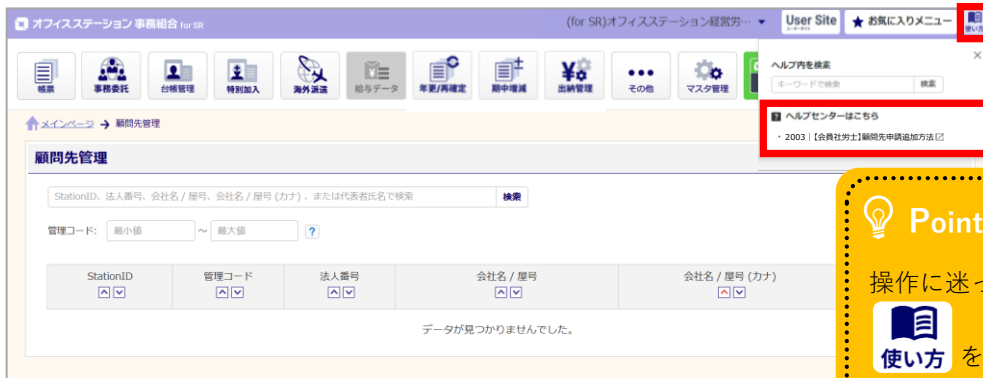 オフィスステーション 事務組合 for SR
(for SR)オフィスステーション経営労…
User Site
お気に入りメニュー
使い方
帳票
事務委託
台帳管理
特別加入
海外派遣
給与データ
年更/再確定
期中増減
出納管理
その他
マスタ管理
ヘルプ内を検索
キーワードで検索
検索
ヘルプセンターはこちら
・2003|【会員社労士】顧問先申請追加方法
メインページ → 顧問先管理
顧問先管理
StationID、法人番号、会社名 / 屋号、会社名 / 屋号 (カナ) 、または代表者氏名で検索
検索
管理コード: 最小値 ~ 最大値 ?
StationID 管理コード 法人番号 会社名 / 屋号 会社名 / 屋号 (カナ)
データが見つかりませんでした。
Point
操作に迷っ
使い方 を